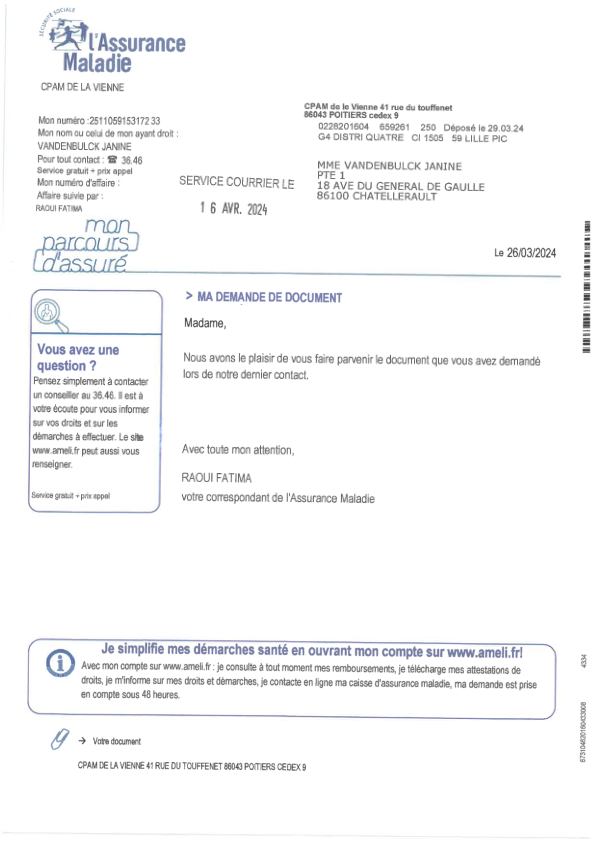 SÉCURITÉ SOCIALE
l'Assurance
Maladie
CPAM DE LA VIENNE
CPAM de le Vienne 41 rue du touffenet
86043 POITIERS cedex 9
0228201604 659261 250 Déposé le 29.03.24
G4 DISTRI QUATRE CI 1505 59 LILLE PIC
Mon numéro :2511059153172 33
Mon nom ou celui de mon ayant droit :
VANDENBULCK JANINE
Pour tout contact : ☎ 36.46
Service gratuit + prix appel
Mon numéro d'affaire :
Affaire suivie par :
RAOUI FATIMA
SERVICE COURRIER LE
1 6 AVR. 2024
MME VANDENBULCK JANINE
PTE 1
18 AVE DU GENERAL DE GAULLE
86100 CHATELLERAULT
mon
parcours
d'assuré
Le 26/03/2024
> MA DEMANDE DE DOCUMENT
Madame,
Nous avons le plaisir de vous faire parvenir le document que vous avez demandé
lors de notre dernier contact.
Avec toute mon attention,
RAOUI FATIMA
votre correspondant de l'Assurance Maladie
Vous avez une
question ?
Pensez simplement à contacter
un conseiller au 36.46. Il est à
votre écoute pour vous informer
sur vos droits et sur les
démarches à effectuer. Le site
www.ameli.fr peut aussi vous
renseigner.
Service gratuit + prix appel
Je simplifie mes démarches santé en ouvrant mon compte sur www.ameli.fr!
Avec mon compte sur www.ameli.fr : je consulte à tout moment mes remboursements, je télécharge mes attestations de
droits, je m'informe sur mes droits et démarches, je contacte en ligne ma caisse d'assurance maladie, ma demande est prise
en compte sous 48 heures.
→ Votre document
CPAM DE LA VIENNE 41 RUE DU TOUFFENET 86043 POITIERS CEDEX 9
4334
673104820160433008